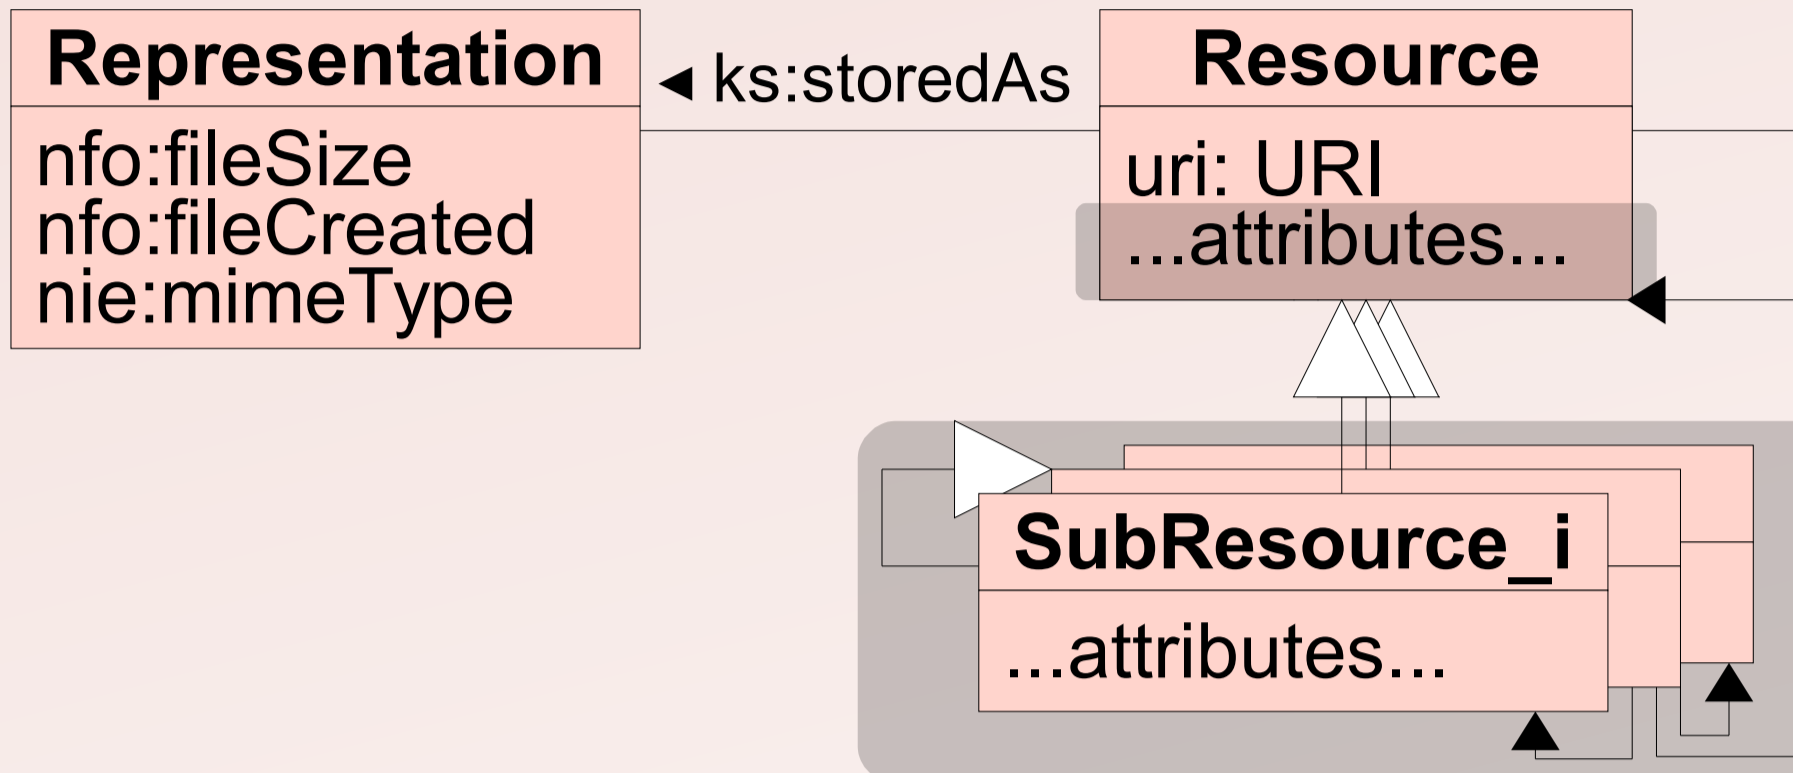 Representation
nfo:fileSize
nfo:fileCreated
nie:mimeType
◄ ks:storedAs
Resource
uri: URI
...attributes...
SubResource_i
...attributes...